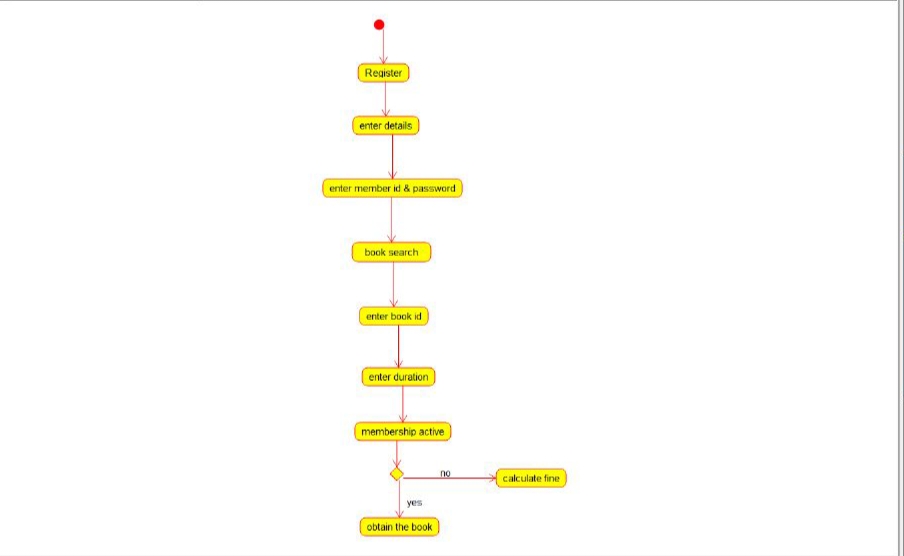 Register
enter details
enter member id & password
book search
enter book id
enter duration
membership active
no
calculate fine
yes
obtain the book